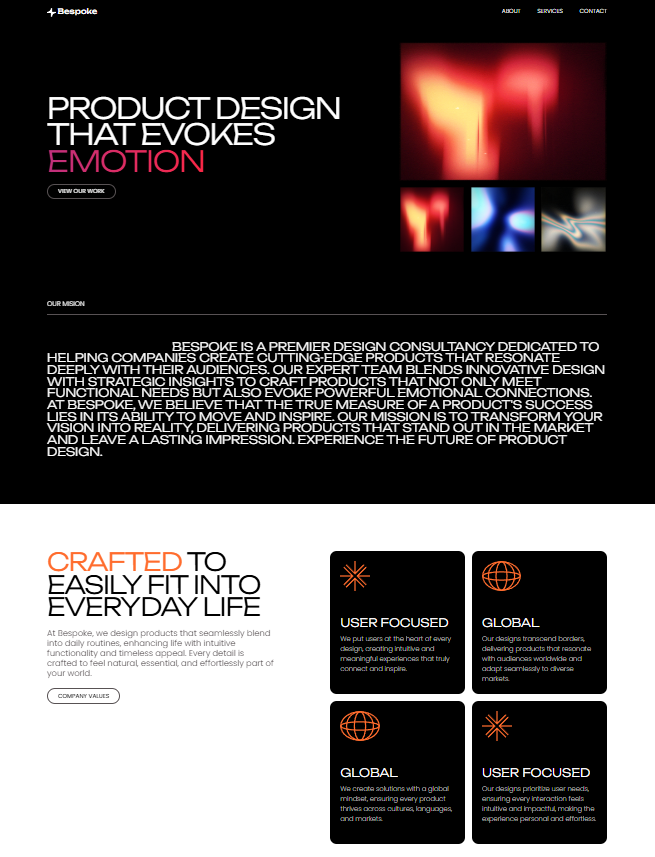 Bespoke
ABOUT
SERVICES
CONTACT
PRODUCT DESIGN
THAT EVOKES
EMOTION
VIEW OUR WORK
OUR MISION
BESPOKE IS A PREMIER DESIGN CONSULTANCY DEDICATED TO
HELPING COMPANIES CREATE CUTTING-EDGE PRODUCTS THAT RESONATE
DEEPLY WITH THEIR AUDIENCES. OUR EXPERT TEAM BLENDS INNOVATIVE DESIGN
WITH STRATEGIC INSIGHTS TO CRAFT PRODUCTS THAT NOT ONLY MEET
FUNCTIONAL NEEDS BUT ALSO EVOKE POWERFUL EMOTIONAL CONNECTIONS.
AT BESPOKE, WE BELIEVE THAT THE TRUE MEASURE OF A PRODUCT'S SUCCESS
LIES IN ITS ABILITY TO MOVE AND INSPIRE. OUR MISSION IS TO TRANSFORM YOUR
VISION INTO REALITY, DELIVERING PRODUCTS THAT STAND OUT IN THE MARKET
AND LEAVE A LASTING IMPRESSION. EXPERIENCE THE FUTURE OF PRODUCT
DESIGN.
CRAFTED TO
EASILY FIT INTO
EVERYDAY LIFE
At Bespoke, we design products that seamlessly blend
into daily routines, enhancing life with intuitive
functionality and timeless appeal. Every detail is
crafted to feel natural, essential, and effortlessly part of
your world.
COMPANY VALUES
USER FOCUSED
We put users at the heart of every
design, creating intuitive and
meaningful experiences that truly
connect and inspire.
GLOBAL
Our designs transcend borders,
delivering products that resonate
with audiences worldwide and
adapt seamlessly to diverse
markets.
GLOBAL
We create solutions with a global
mindset, ensuring every product
thrives across cultures, languages,
and markets.
USER FOCUSED
Our designs prioritize user needs,
ensuring every interaction feels
intuitive and impactful, making the
experience personal and effortless.